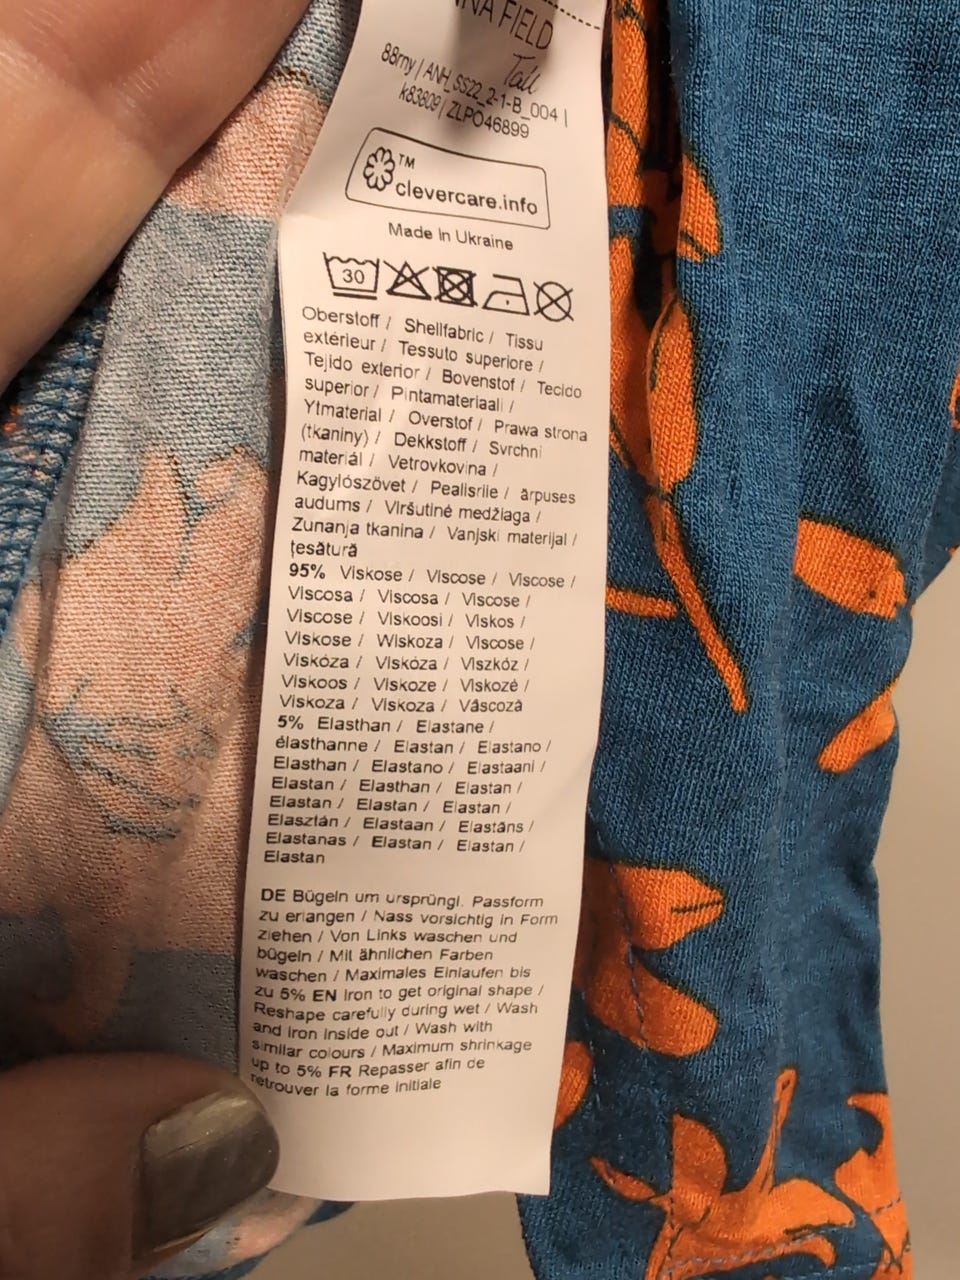 NNA FIELD
Tall
88rny | ANH_SS22_2-1-B_004 |
k83809 | ZLPO46899
TM
clevercare.info
Made in Ukraine
30
Oberstoff / Shellfabric / Tissu
extérieur / Tessuto superiore /
Tejido exterior / Bovenstof / Tecido
superior / Pintamateriaali /
Ytmaterial / Overstof / Prawa strona
(tkaniny) / Dekkstoff / Svrchní
materiál / Vetrovkovina /
Kagylószövet / Pealisriie / ārpuses
audums / Viršutinė medžiaga /
Zunanja tkanina / Vanjski materijal /
țesătură
95% Viskose / Viscose / Viscose /
Viscosa / Viscosa / Viscose /
Viscose / Viskoosi / Viskos /
Viskose / Wiskoza / Viscose /
Viskóza / Viskóza / Viszkóz /
Viskoos / Viskoze / Viskozė /
Viskoza / Viskoza / Vâscoză
5% Elasthan / Elastane /
élasthanne / Elastan / Elastano /
Elasthan / Elastano / Elastaani /
Elastan / Elasthan / Elastan /
Elastan / Elastan / Elastan /
Elasztán / Elastaan / Elastāns /
Elastanas / Elastan / Elastan /
Elastan
DE Bügeln um ursprüngl. Passform
zu erlangen / Nass vorsichtig in Form
ziehen / Von Links waschen und
bügeln / Mit ähnlichen Farben
waschen / Maximales Einlaufen bis
zu 5% EN Iron to get original shape /
Reshape carefully during wet / Wash
and iron inside out / Wash with
similar colours / Maximum shrinkage
up to 5% FR Repasser afin de
retrouver la forme initiale